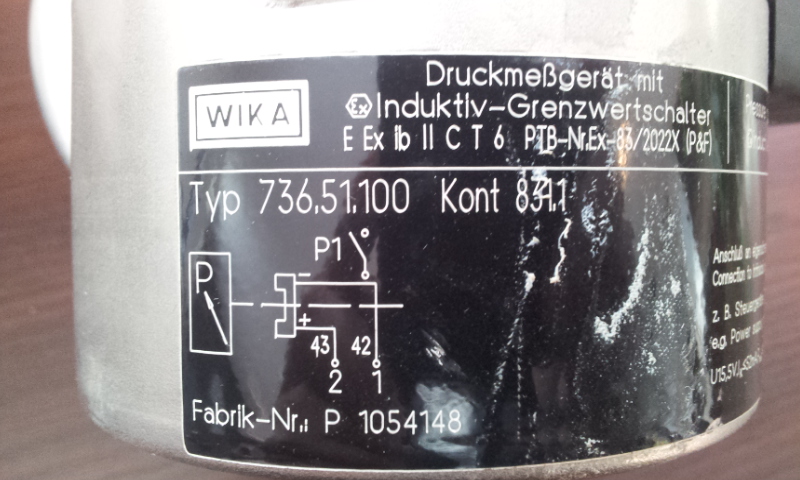 WIKA
Druckmeßgerät mit
Ex Induktiv-Grenzwertschalter
E Ex ib II C T 6 PTB-Nr.Ex-83/2022X (P&F)
Typ 736.51.100 Kont 831.1
P1
P
-
+
43 42
2 1
Fabrik-Nr.: P 1054148
Anschluß an
Connection to
z. B.
e.g. Power